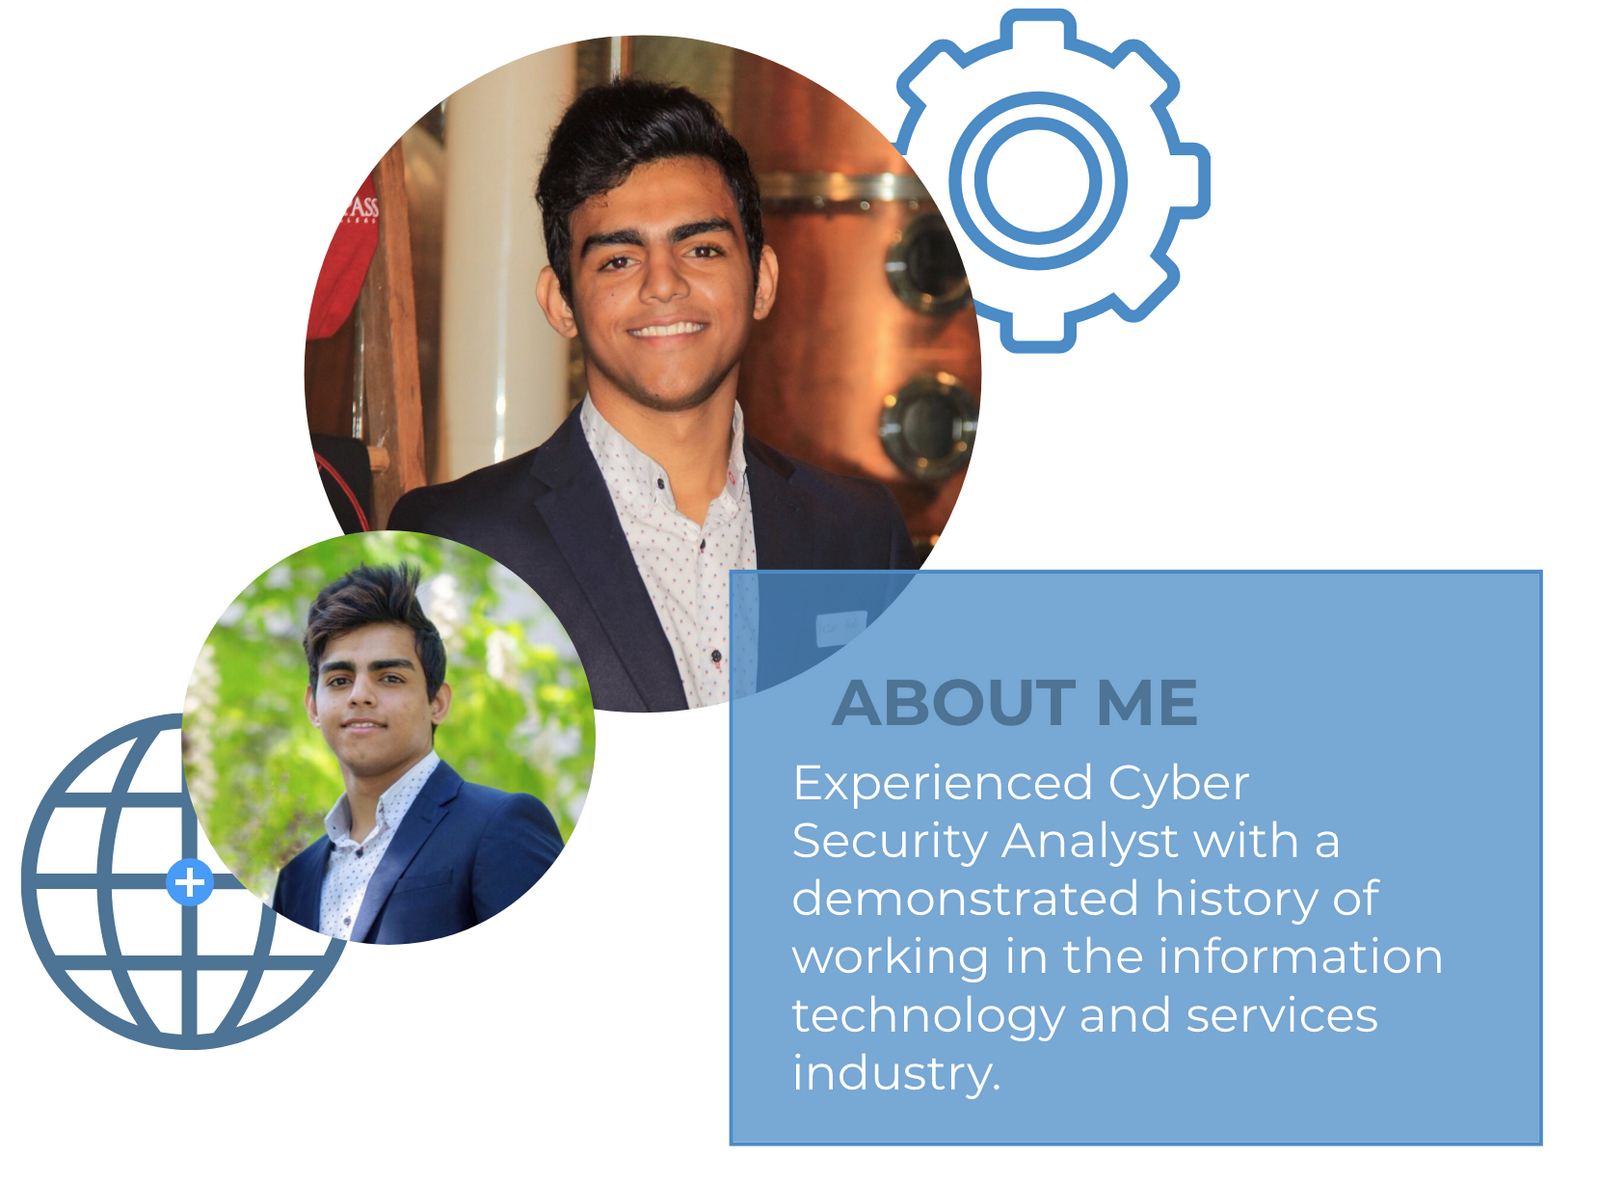 ABOUT ME
Experienced Cyber
Security Analyst with a
demonstrated history of
working in the information
technology and services
industry.